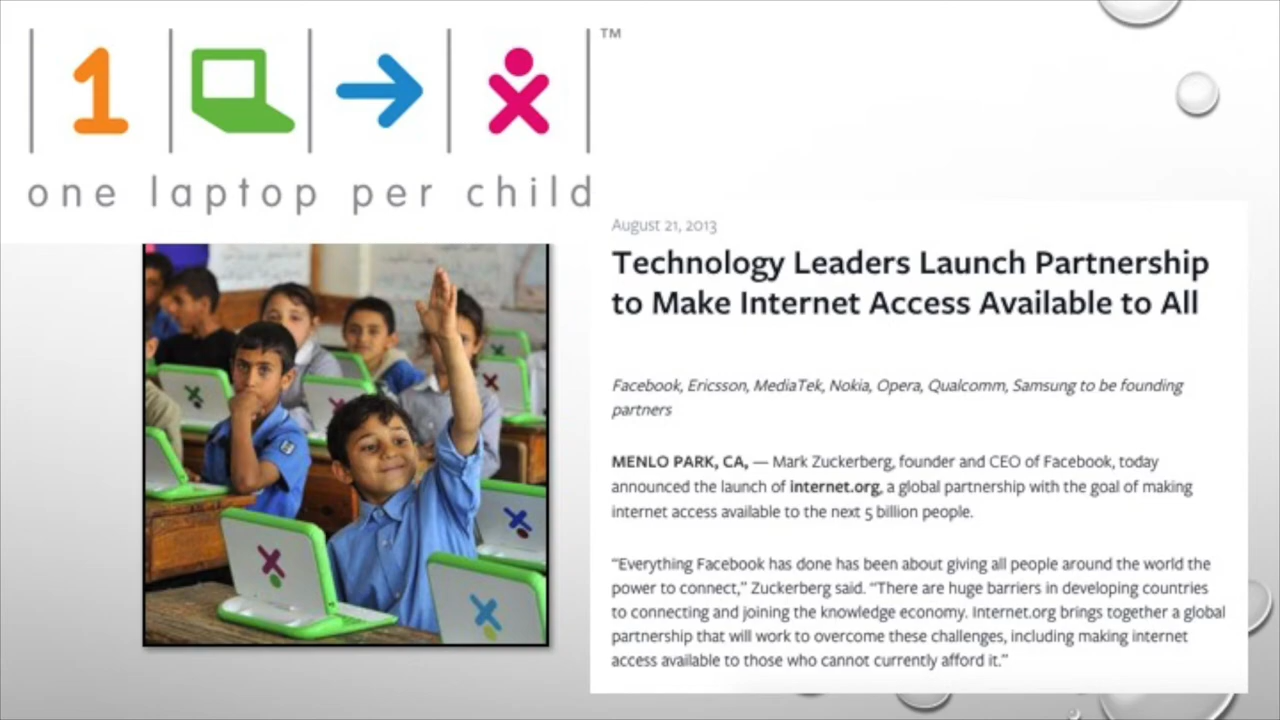 1
TM
one laptop per child
August 21, 2013
Technology Leaders Launch Partnership
to Make Internet Access Available to All
Facebook, Ericsson, MediaTek, Nokia, Opera, Qualcomm, Samsung to be founding
partners
MENLO PARK, CA, — Mark Zuckerberg, founder and CEO of Facebook, today
announced the launch of internet.org, a global partnership with the goal of making
internet access available to the next 5 billion people.
“Everything Facebook has done has been about giving all people around the world the
power to connect,” Zuckerberg said. “There are huge barriers in developing countries
to connecting and joining the knowledge economy. Internet.org brings together a global
partnership that will work to overcome these challenges, including making internet
access available to those who cannot currently afford it.”